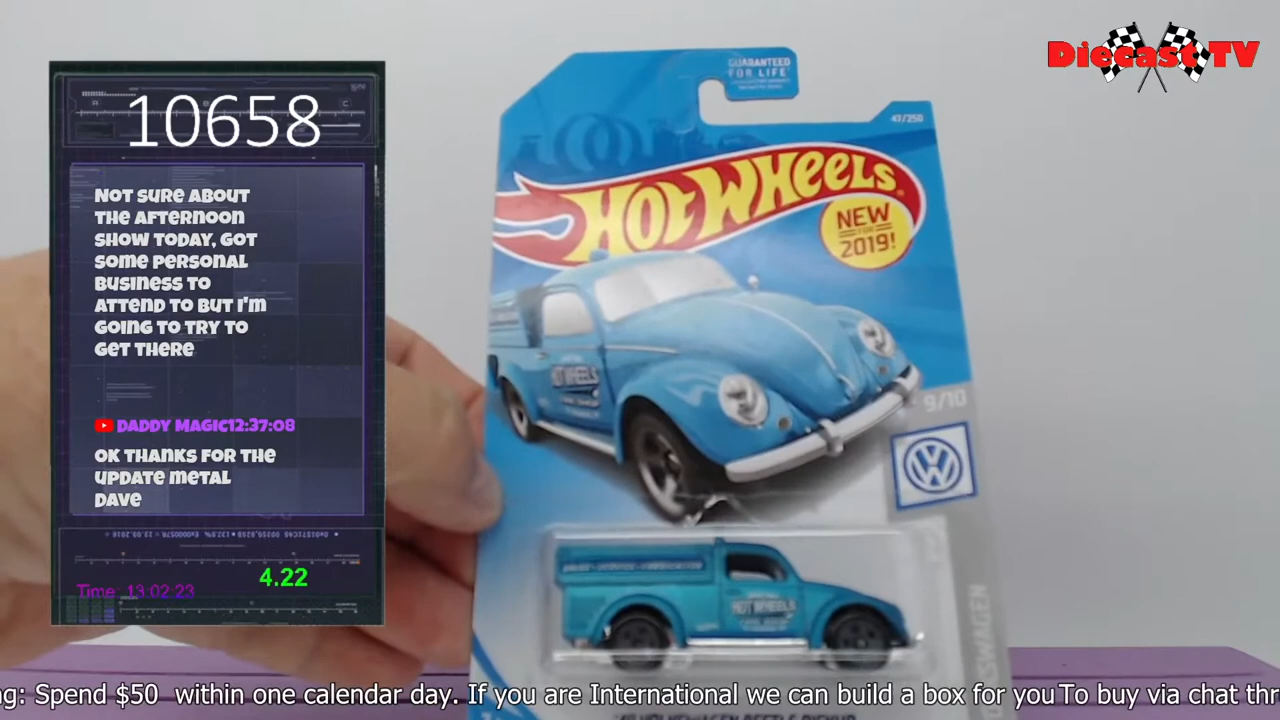 Diecast TV
10658
NOT SURE ABOUT
THE AFTERNOON
SHOW TODAY, GOT
SOME PERSONAL
BUSINESS TO
ATTEND TO BUT I'M
GOING TO TRY TO
GET THERE
DADDY MAGIC12:37:08
OK THANKS FOR THE
UPDATE METAL
DAVE
4.22
Time: 13:02:23
GUARANTEED
FOR LIFE
47/250
HOT WHEELS
NEW
FOR
2019!
HOT WHEELS
9/10
HOT WHEELS
g: Spend $50 within one calendar day. If you are International we can build a box for you To buy via chat thr